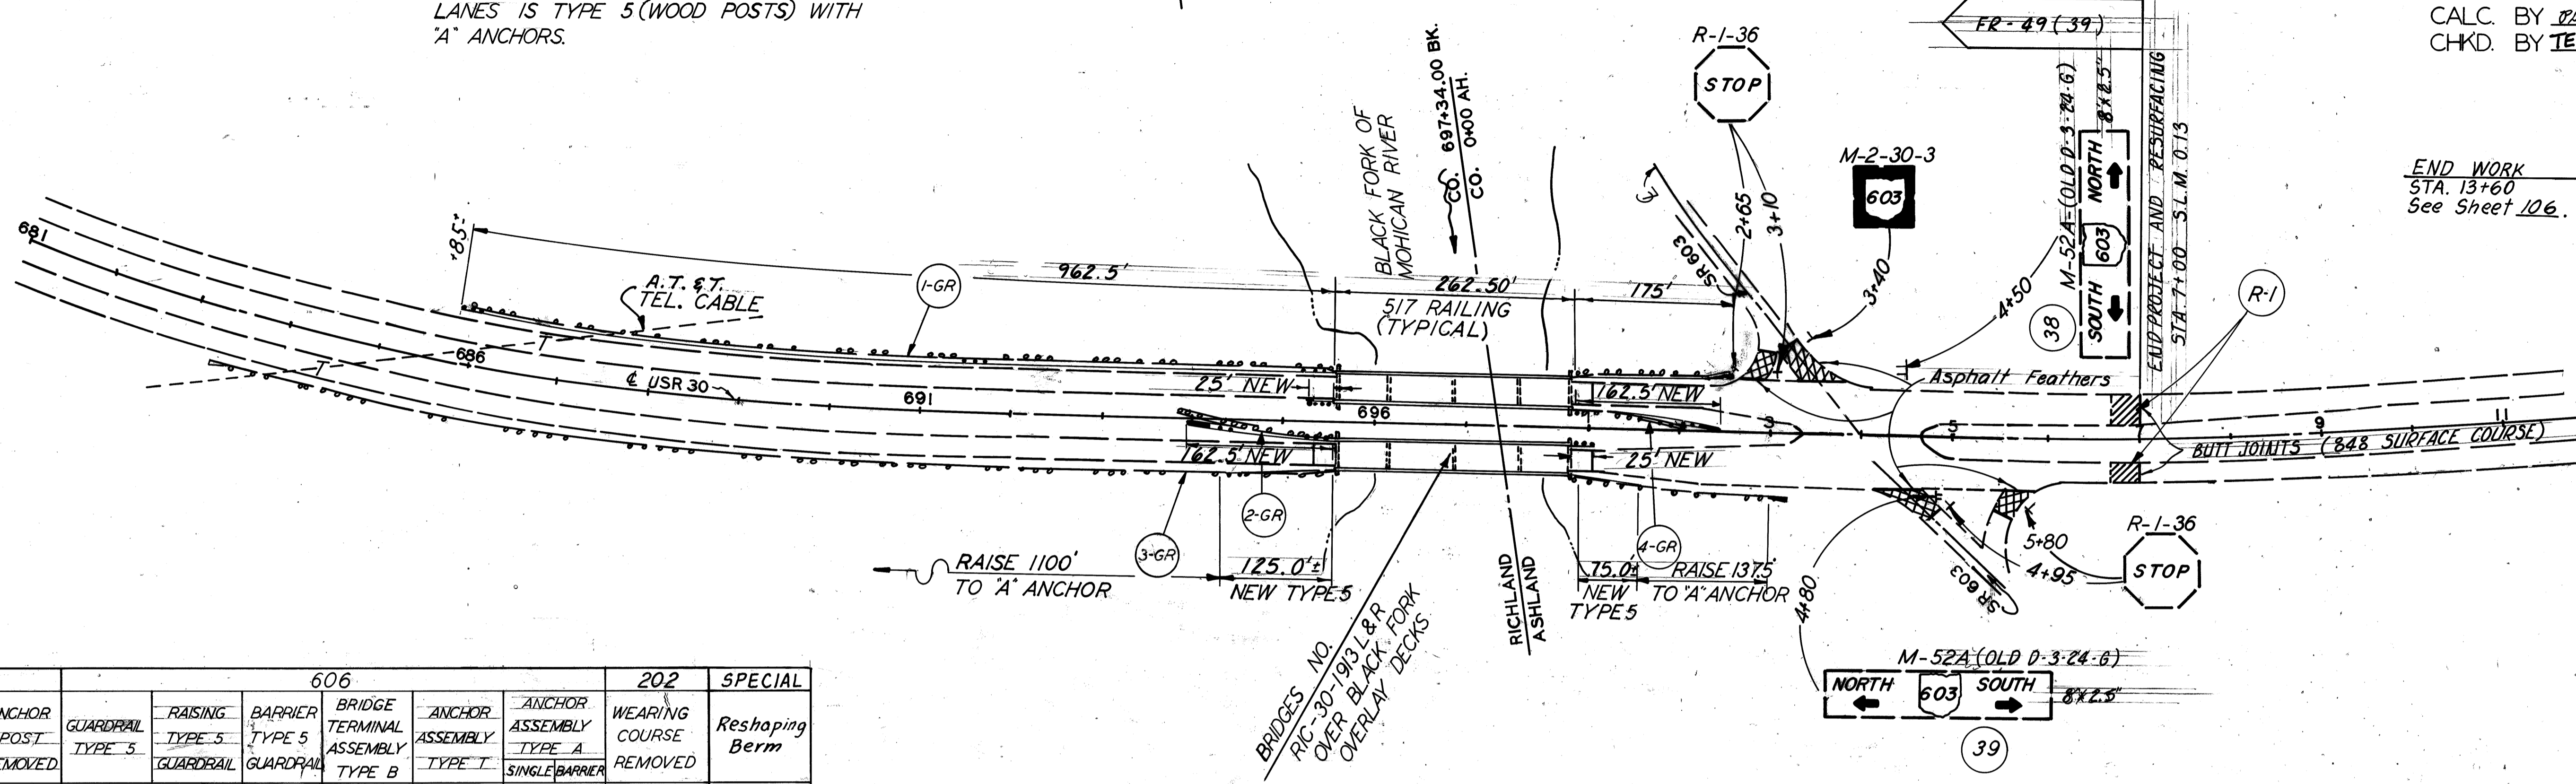 LANES IS TYPE 5 (WOOD POSTS) WITH
"A" ANCHORS.
FR-49 (39)
CALC. BY
CHKD. BY TE
R-1-36
STOP
CO. 697+34.00 BK.
CO. 0+00 AH.
BLACK FORK OF
MOHICAN RIVER
M-2-30-3
603
M-52A (OLD D-3-24-G)
8'X2.5'
SOUTH 603 NORTH
38
END PROJECT AND RESURFACING
STA. 7+00 S.L.M. 0.13
END WORK
STA. 13+60
See Sheet 106.
681
+85±
1-GR
962.5'
262.50'
517 RAILING
(TYPICAL)
175'
A.T. & T.
TEL. CABLE
SR 603
2+65
3+10
3+40
4+50
R-1
T
T
686
℄ USR 30
691
696
25' NEW
162.5' NEW
Asphalt Feathers
3
5
9
11
162.5' NEW
25' NEW
BUTT JOINTS (848 SURFACE COURSE)
2-GR
3-GR
4-GR
RAISE 1100'
TO "A" ANCHOR
125.0'±
NEW TYPE 5
75.0'±
NEW
TYPE 5
RAISE 137.5'
TO "A" ANCHOR
RICHLAND
ASHLAND
BRIDGES NO.
RIC-30-1913 L & R
OVER BLACK FORK
OVERLAY DECKS
4+80
5+80
4+95
SR 603
R-1-36
STOP
M-52A (OLD D-3-24-G)
NORTH 603 SOUTH
8'X2.5'
39
606
202
SPECIAL
NCHOR
POST
EMOVED
GUARDRAIL
TYPE 5
RAISING
TYPE 5
GUARDRAIL
BARRIER
TYPE 5
GUARDRAIL
BRIDGE
TERMINAL
ASSEMBLY
TYPE B
ANCHOR
ASSEMBLY
TYPE T
ANCHOR
ASSEMBLY
TYPE A
SINGLE BARRIER
WEARING
COURSE
REMOVED
Reshaping
Berm